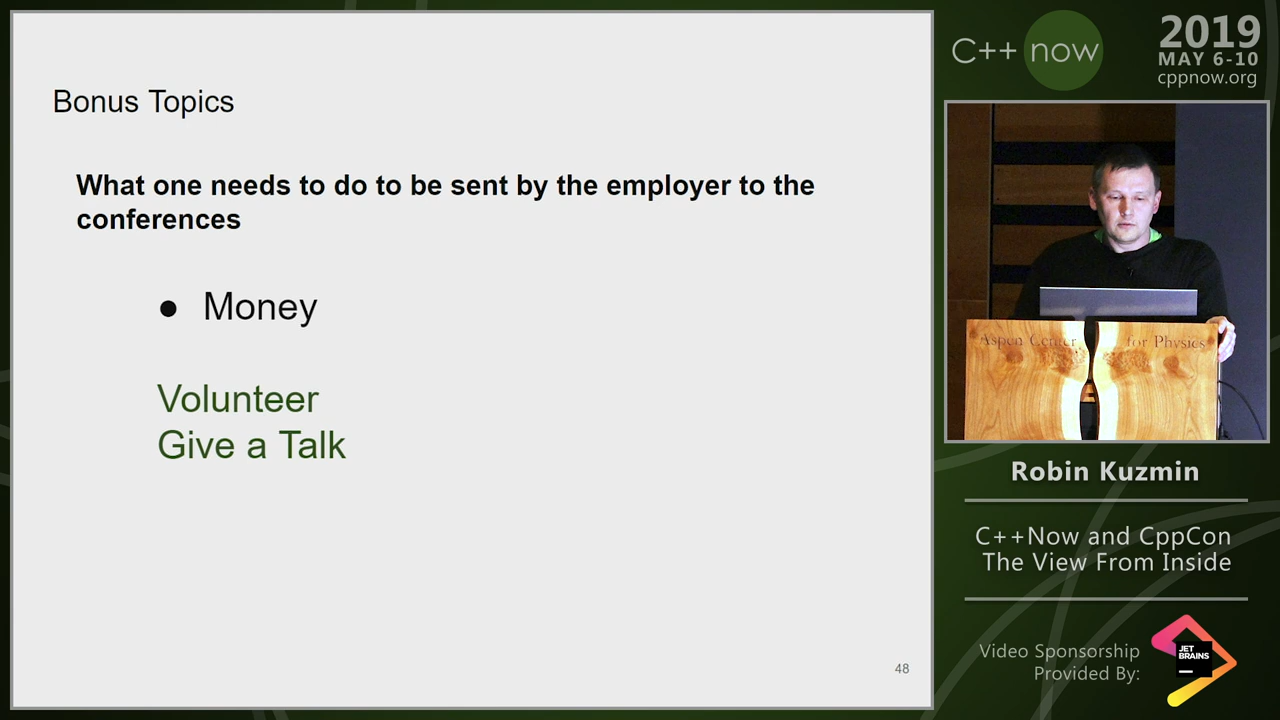 Bonus Topics
What one needs to do to be sent by the employer to the
conferences
● Money
Volunteer
Give a Talk
48
C++ now
2019
MAY 6-10
cppnow.org
Aspen Center for Physics
Robin Kuzmin
C++Now and CppCon
The View From Inside
Video Sponsorship
Provided By:
JET
BRAINS